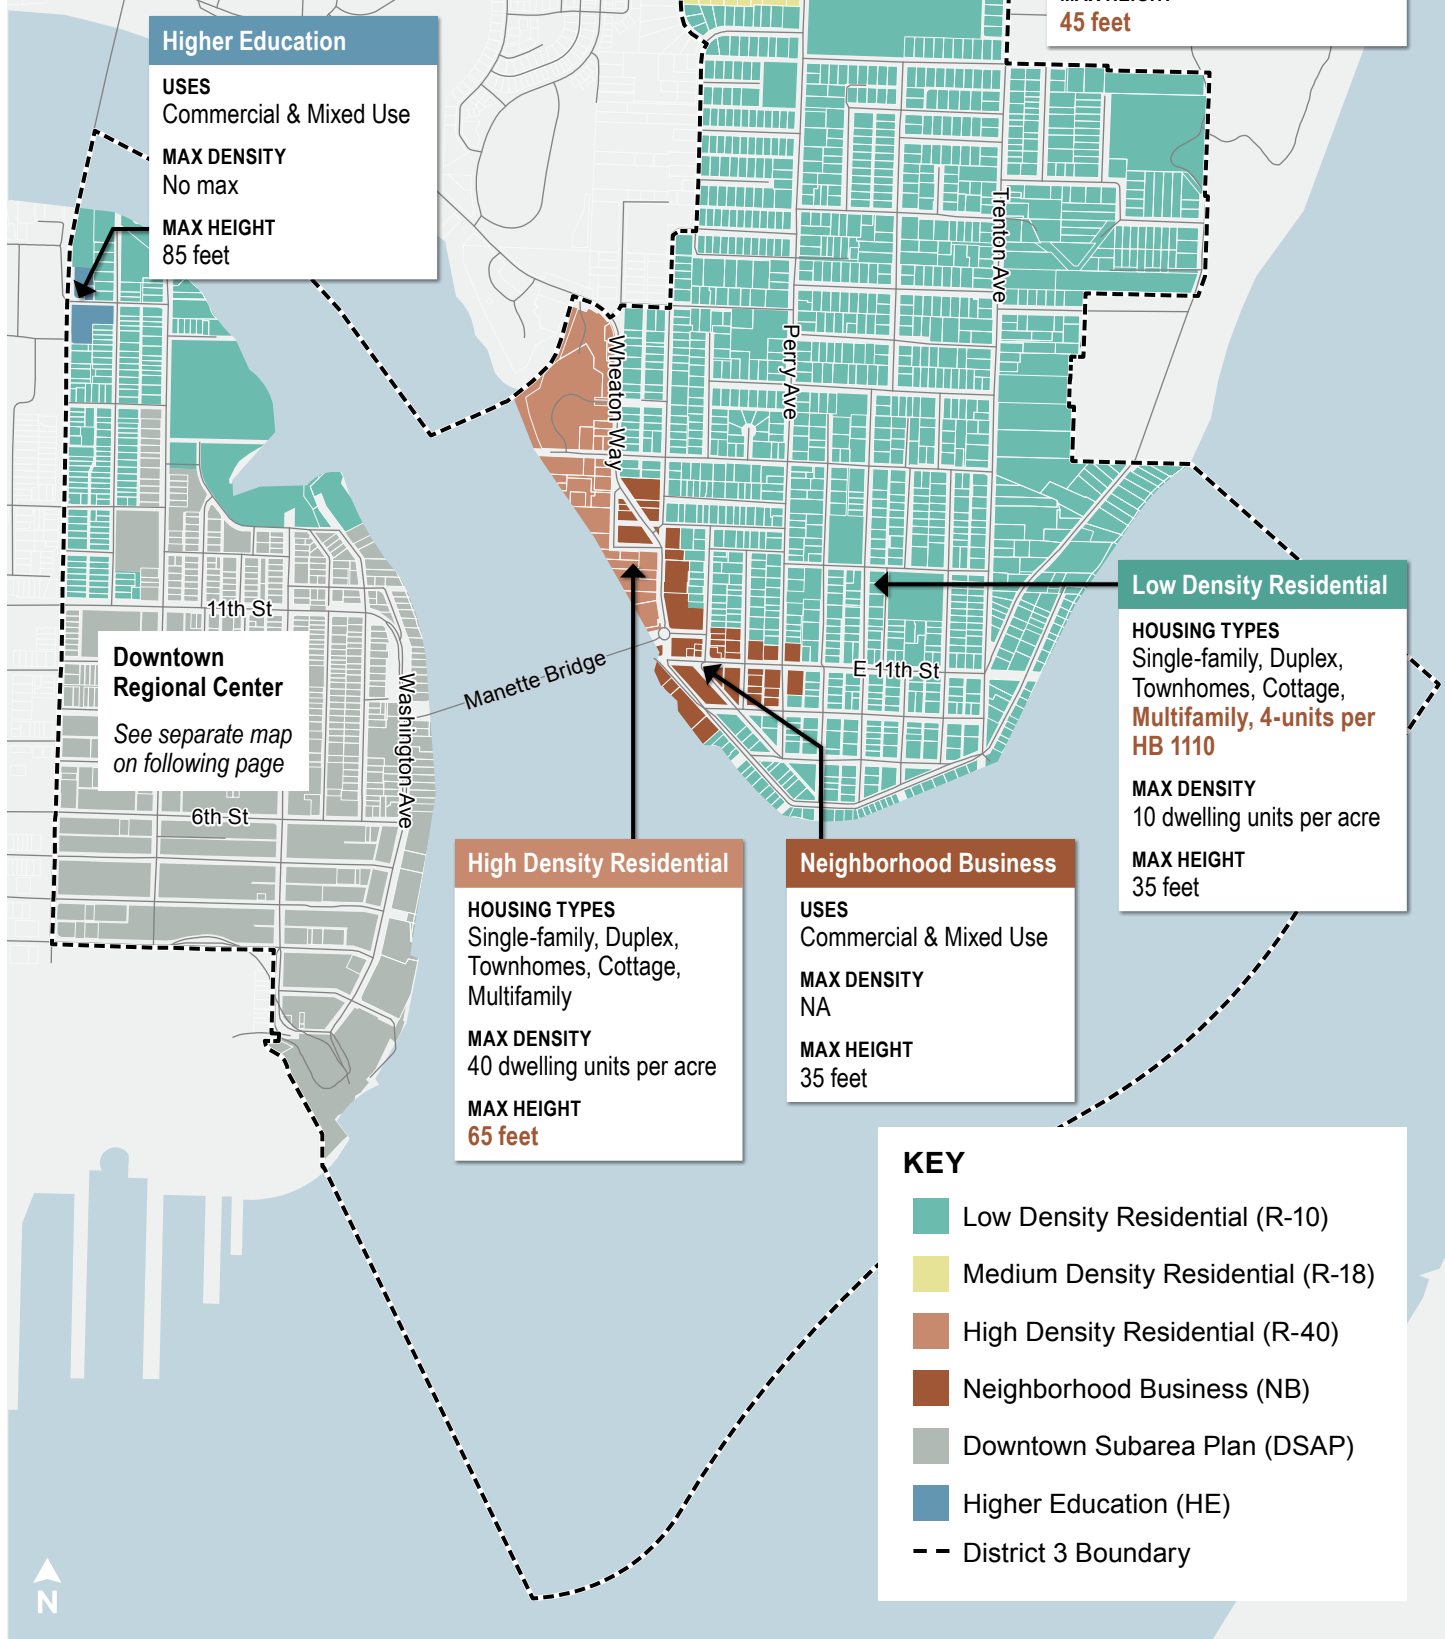 45 feet
Higher Education
USES
Commercial & Mixed Use
MAX DENSITY
No max
MAX HEIGHT
85 feet
Trenton Ave
Perry Ave
Wheaton Way
11th St
Downtown
Regional Center
See separate map
on following page
6th St
Washington Ave
Manette Bridge
E 11th St
Low Density Residential
HOUSING TYPES
Single-family, Duplex,
Townhomes, Cottage,
Multifamily, 4-units per
HB 1110
MAX DENSITY
10 dwelling units per acre
MAX HEIGHT
35 feet
High Density Residential
HOUSING TYPES
Single-family, Duplex,
Townhomes, Cottage,
Multifamily
MAX DENSITY
40 dwelling units per acre
MAX HEIGHT
65 feet
Neighborhood Business
USES
Commercial & Mixed Use
MAX DENSITY
NA
MAX HEIGHT
35 feet
KEY
Low Density Residential (R-10)
Medium Density Residential (R-18)
High Density Residential (R-40)
Neighborhood Business (NB)
Downtown Subarea Plan (DSAP)
Higher Education (HE)
District 3 Boundary
N